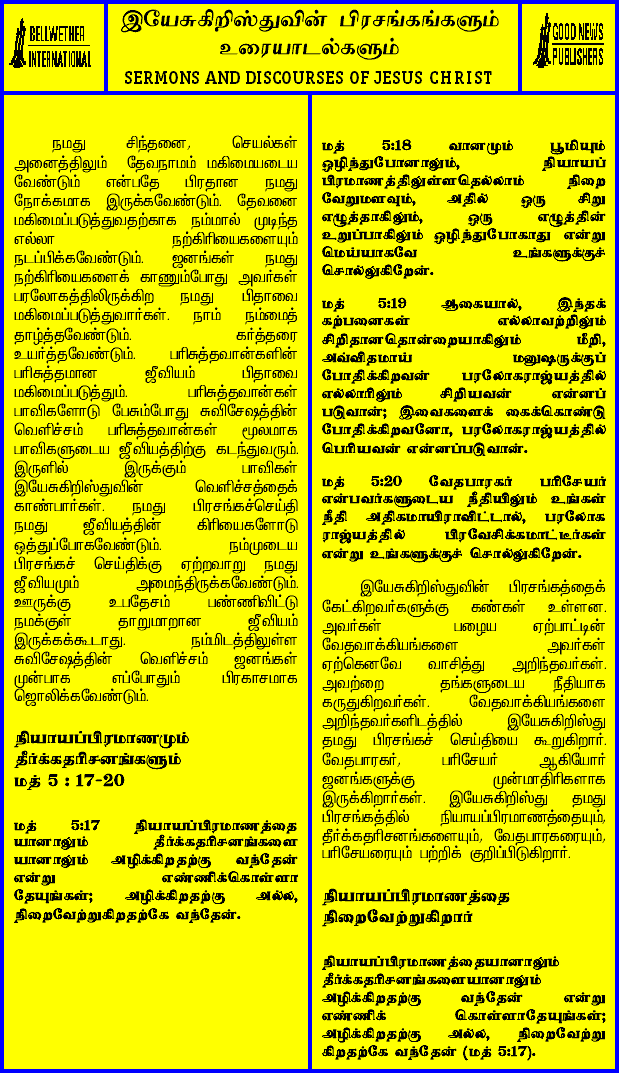 BELLWETHER
INTERNATIONAL
இயேசுகிறிஸ்துவின் பிரசங்கங்களும்
உரையாடல்களும்
SERMONS AND DISCOURSES OF JESUS CHRIST
GOOD NEWS
PUBLISHERS
நமது சிந்தனை, செயல்கள்
அனைத்திலும் தேவநாமம் மகிமையடைய
வேண்டும் என்பதே பிரதான நமது
நோக்கமாக இருக்கவேண்டும். தேவனை
மகிமைப்படுத்துவதற்காக நம்மால் முடிந்த
எல்லா நற்கிரியைகளையும்
நடப்பிக்கவேண்டும். ஜனங்கள் நமது
நற்கிரியைகளைக் காணும்போது அவர்கள்
பரலோகத்திலிருக்கிற நமது பிதாவை
மகிமைப்படுத்துவார்கள். நாம் நம்மைத்
தாழ்த்தவேண்டும். கர்த்தரை
உயர்த்தவேண்டும். பரிசுத்தவான்களின்
பரிசுத்தமான ஜீவியம் பிதாவை
மகிமைப்படுத்தும். பரிசுத்தவான்கள்
பாவிகளோடு பேசும்போது சுவிசேஷத்தின்
வெளிச்சம் பரிசுத்தவான்கள் மூலமாக
பாவிகளுடைய ஜீவியத்திற்கு கடந்துவரும்.
இருளில் இருக்கும் பாவிகள்
இயேசுகிறிஸ்துவின் வெளிச்சத்தைக்
காண்பார்கள். நமது பிரசங்கச்செய்தி
நமது ஜீவியத்தின் கிரியைகளோடு
ஒத்துப்போகவேண்டும். நம்முடைய
பிரசங்கச் செய்திக்கு ஏற்றவாறு நமது
ஜீவியமும் அமைந்திருக்கவேண்டும்.
ஊருக்கு உபதேசம் பண்ணிவிட்டு
நமக்குள் தாறுமாறான ஜீவியம்
இருக்கக்கூடாது. நம்மிடத்திலுள்ள
சுவிசேஷத்தின் வெளிச்சம் ஜனங்கள்
முன்பாக எப்போதும் பிரகாசமாக
ஜொலிக்கவேண்டும்.
நியாயப்பிரமாணமும்
தீர்க்கதரிசனங்களும்
மத் 5 : 17-20
மத் 5:17 நியாயப்பிரமாணத்தை
யானாலும் தீர்க்கதரிசனங்களை
யானாலும் அழிக்கிறதற்கு வந்தேன்
என்று எண்ணிக்கொள்ளா
தேயுங்கள்; அழிக்கிறதற்கு அல்ல,
நிறைவேற்றுகிறதற்கே வந்தேன்.
மத் 5:18 வானமும் பூமியும்
ஒழிந்துபோனாலும், நியாயப்
பிரமாணத்திலுள்ளதெல்லாம் நிறை
வேறுமளவும், அதில் ஒரு சிறு
எழுத்தாகிலும், ஒரு எழுத்தின்
உறுப்பாகிலும் ஒழிந்துபோகாது என்று
மெய்யாகவே உங்களுக்குச்
சொல்லுகிறேன்.
மத் 5:19 ஆகையால், இந்தக்
கற்பனைகள் எல்லாவற்றிலும்
சிறிதானதொன்றையாகிலும் மீறி,
அவ்விதமாய் மனுஷருக்குப்
போதிக்கிறவன் பரலோகராஜ்யத்தில்
எல்லாரிலும் சிறியவன் என்னப்
படுவான்; இவைகளைக் கைக்கொண்டு
போதிக்கிறவனோ, பரலோகராஜ்யத்தில்
பெரியவன் என்னப்படுவான்.
மத் 5:20 வேதபாரகர் பரிசேயர்
என்பவர்களுடைய நீதியிலும் உங்கள்
நீதி அதிகமாயிராவிட்டால், பரலோக
ராஜ்யத்தில் பிரவேசிக்கமாட்டீர்கள்
என்று உங்களுக்குச் சொல்லுகிறேன்.
இயேசுகிறிஸ்துவின் பிரசங்கத்தைக்
கேட்கிறவர்களுக்கு கண்கள் உள்ளன.
அவர்கள் பழைய ஏற்பாட்டின்
வேதவாக்கியங்களை அவர்கள்
ஏற்கெனவே வாசித்து அறிந்தவர்கள்.
அவற்றை தங்களுடைய நீதியாக
கருதுகிறவர்கள். வேதவாக்கியங்களை
அறிந்தவர்களிடத்தில் இயேசுகிறிஸ்து
தமது பிரசங்கச் செய்தியை கூறுகிறார்.
வேதபாரகர், பரிசேயர் ஆகியோர்
ஜனங்களுக்கு முன்மாதிரிகளாக
இருக்கிறார்கள். இயேசுகிறிஸ்து தமது
பிரசங்கத்தில் நியாயப்பிரமாணத்தையும்,
தீர்க்கதரிசனங்களையும், வேதபாரகரையும்,
பரிசேயரையும் பற்றிக் குறிப்பிடுகிறார்.
நியாயப்பிரமாணத்தை
நிறைவேற்றுகிறார்
நியாயப்பிரமாணத்தையானாலும்
தீர்க்கதரிசனங்களையானாலும்
அழிக்கிறதற்கு வந்தேன் என்று
எண்ணிக் கொள்ளாதேயுங்கள்;
அழிக்கிறதற்கு அல்ல, நிறைவேற்று
கிறதற்கே வந்தேன் (மத் 5:17).